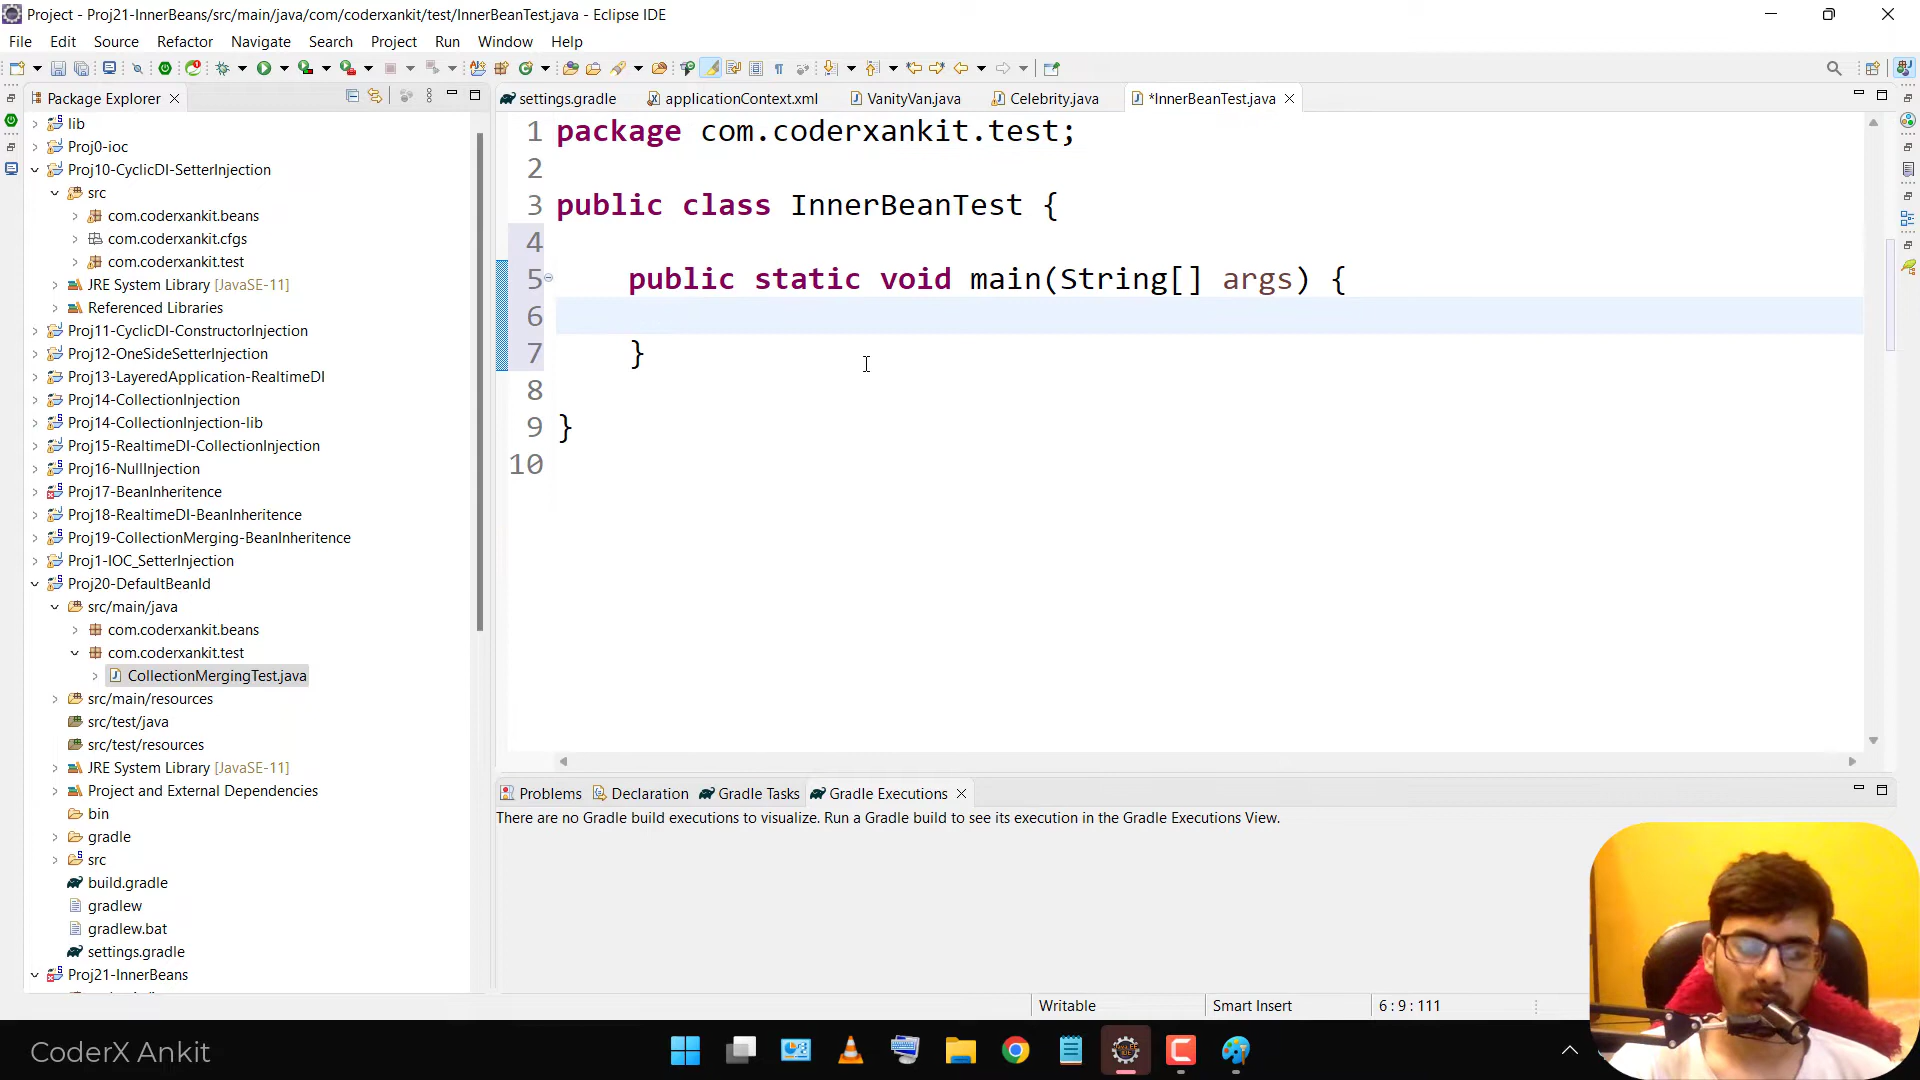 Project - Proj21-InnerBeans/src/main/java/com/coderxankit/test/InnerBeanTest.java - Eclipse IDE
File Edit Source Refactor Navigate Search Project Run Window Help
Package Explorer
settings.gradle applicationContext.xml VanityVan.java Celebrity.java *InnerBeanTest.java
lib
Proj0-ioc
Proj10-CyclicDI-SetterInjection
src
com.coderxankit.beans
com.coderxankit.cfgs
com.coderxankit.test
JRE System Library [JavaSE-11]
Referenced Libraries
Proj11-CyclicDI-ConstructorInjection
Proj12-OneSideSetterInjection
Proj13-LayeredApplication-RealtimeDI
Proj14-CollectionInjection
Proj14-CollectionInjection-lib
Proj15-RealtimeDI-CollectionInjection
Proj16-NullInjection
Proj17-BeanInheritence
Proj18-RealtimeDI-BeanInheritence
Proj19-CollectionMerging-BeanInheritence
Proj1-IOC_SetterInjection
Proj20-DefaultBeanId
src/main/java
com.coderxankit.beans
com.coderxankit.test
CollectionMergingTest.java
src/main/resources
src/test/java
src/test/resources
JRE System Library [JavaSE-11]
Project and External Dependencies
bin
gradle
src
build.gradle
gradlew
gradlew.bat
settings.gradle
Proj21-InnerBeans
1 package com.coderxankit.test;
2
3 public class InnerBeanTest {
4
5 public static void main(String[] args) {
6
7 }
8
9 }
10
Problems Declaration Gradle Tasks Gradle Executions
There are no Gradle build executions to visualize. Run a Gradle build to see its execution in the Gradle Executions View.
Writable Smart Insert 6 : 9 : 111
CoderX Ankit